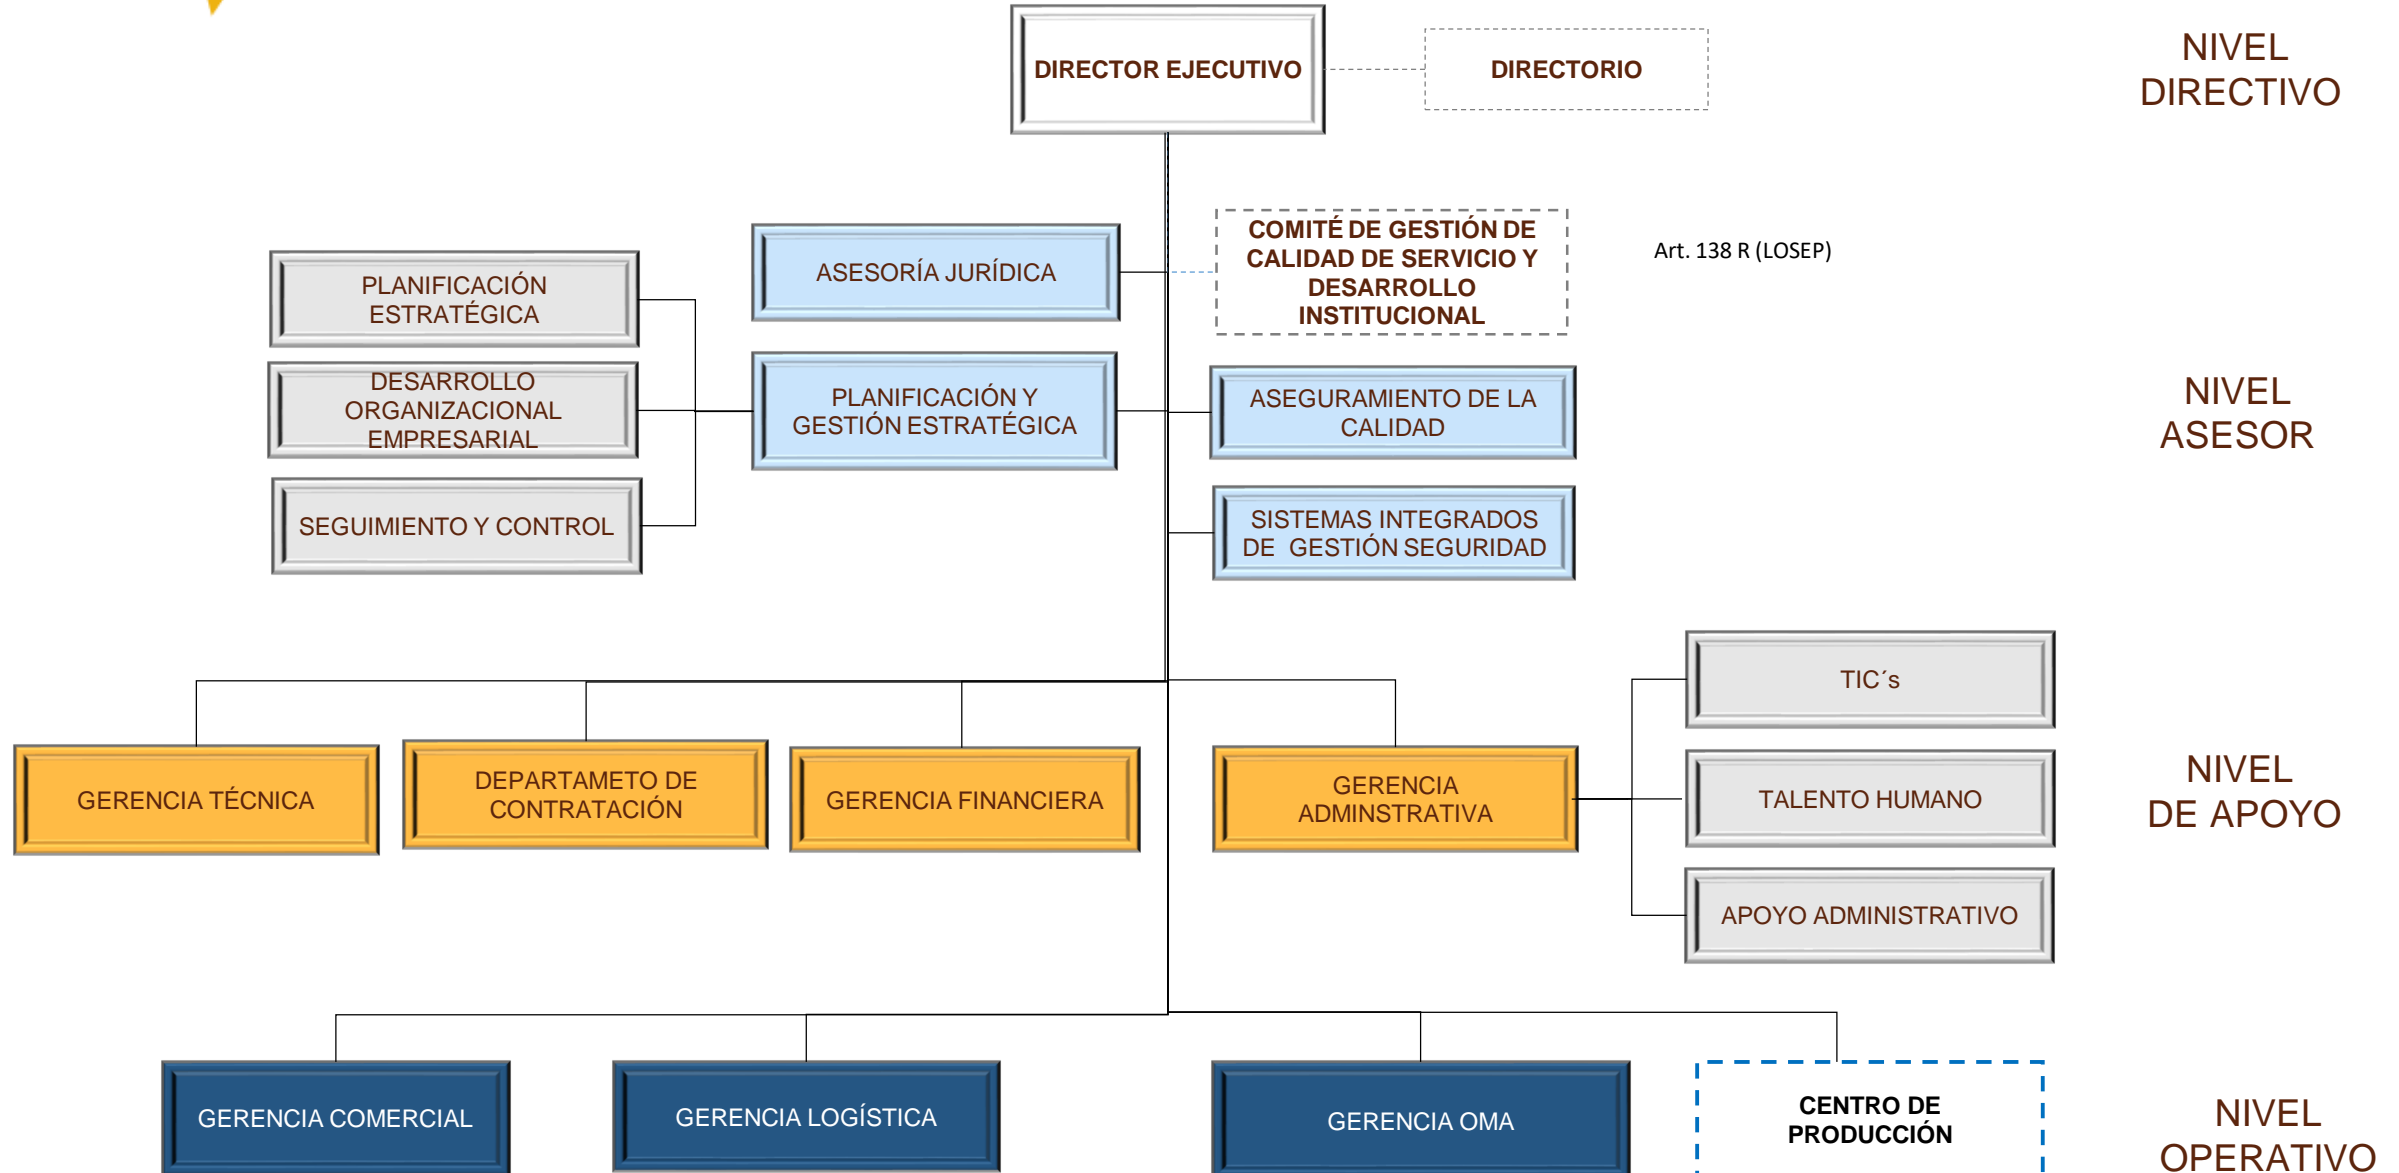 DIRECTOR EJECUTIVO
DIRECTORIO
NIVEL
DIRECTIVO
ASESORÍA JURÍDICA
COMITÉ DE GESTIÓN DE
CALIDAD DE SERVICIO Y
DESARROLLO
INSTITUCIONAL
Art. 138 R (LOSEP)
PLANIFICACIÓN
ESTRATÉGICA
DESARROLLO
ORGANIZACIONAL
EMPRESARIAL
SEGUIMIENTO Y CONTROL
PLANIFICACIÓN Y
GESTIÓN ESTRATÉGICA
ASEGURAMIENTO DE LA
CALIDAD
SISTEMAS INTEGRADOS
DE GESTIÓN SEGURIDAD
NIVEL
ASESOR
GERENCIA TÉCNICA
DEPARTAMETO DE
CONTRATACIÓN
GERENCIA FINANCIERA
GERENCIA
ADMINSTRATIVA
TIC´s
TALENTO HUMANO
APOYO ADMINISTRATIVO
NIVEL
DE APOYO
GERENCIA COMERCIAL
GERENCIA LOGÍSTICA
GERENCIA OMA
CENTRO DE
PRODUCCIÓN
NIVEL
OPERATIVO